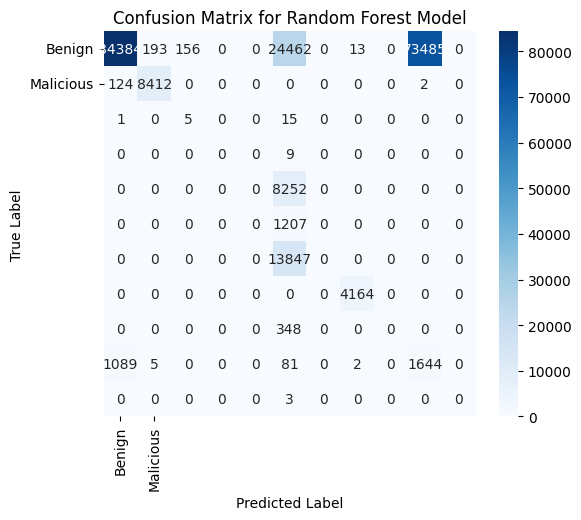 Confusion Matrix for Random Forest Model
True Label
Benign 84384 193 156 0 0 24462 0 13 0 73485 0
Malicious 124 8412 0 0 0 0 0 0 0 2 0
1 0 5 0 0 15 0 0 0 0 0
0 0 0 0 0 9 0 0 0 0 0
0 0 0 0 0 8252 0 0 0 0 0
0 0 0 0 0 1207 0 0 0 0 0
0 0 0 0 0 13847 0 0 0 0 0
0 0 0 0 0 0 0 4164 0 0 0
0 0 0 0 0 348 0 0 0 0 0
1089 5 0 0 0 81 0 2 0 1644 0
0 0 0 0 0 3 0 0 0 0 0
Benign
Malicious
Predicted Label
80000
70000
60000
50000
40000
30000
20000
10000
0